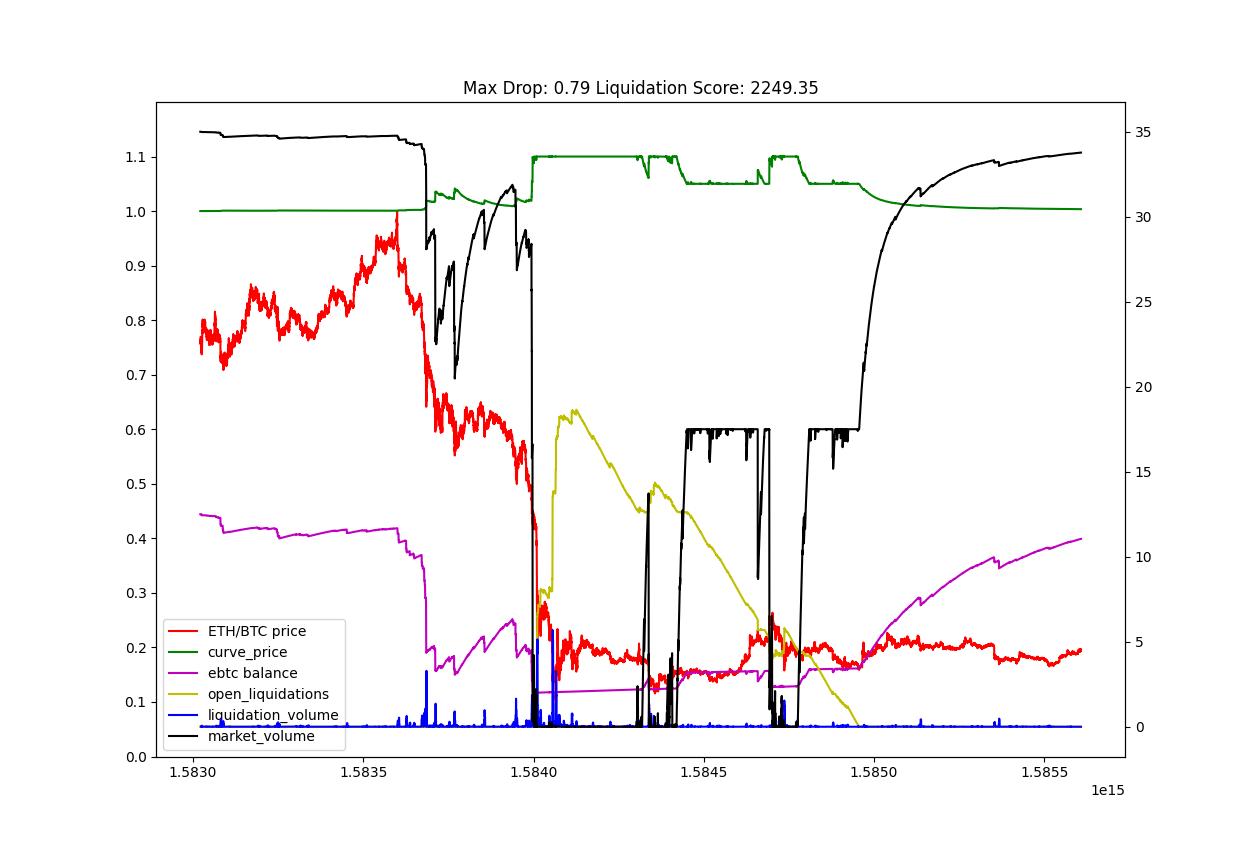 Max Drop: 0.79 Liquidation Score: 2249.35
1.1
1.0
0.9
0.8
0.7
0.6
0.5
0.4
0.3
0.2
0.1
0.0
35
30
25
20
15
10
5
0
ETH/BTC price
curve_price
ebtc balance
open_liquidations
liquidation_volume
market_volume
1.5830 1.5835 1.5840 1.5845 1.5850 1.5855
1e15